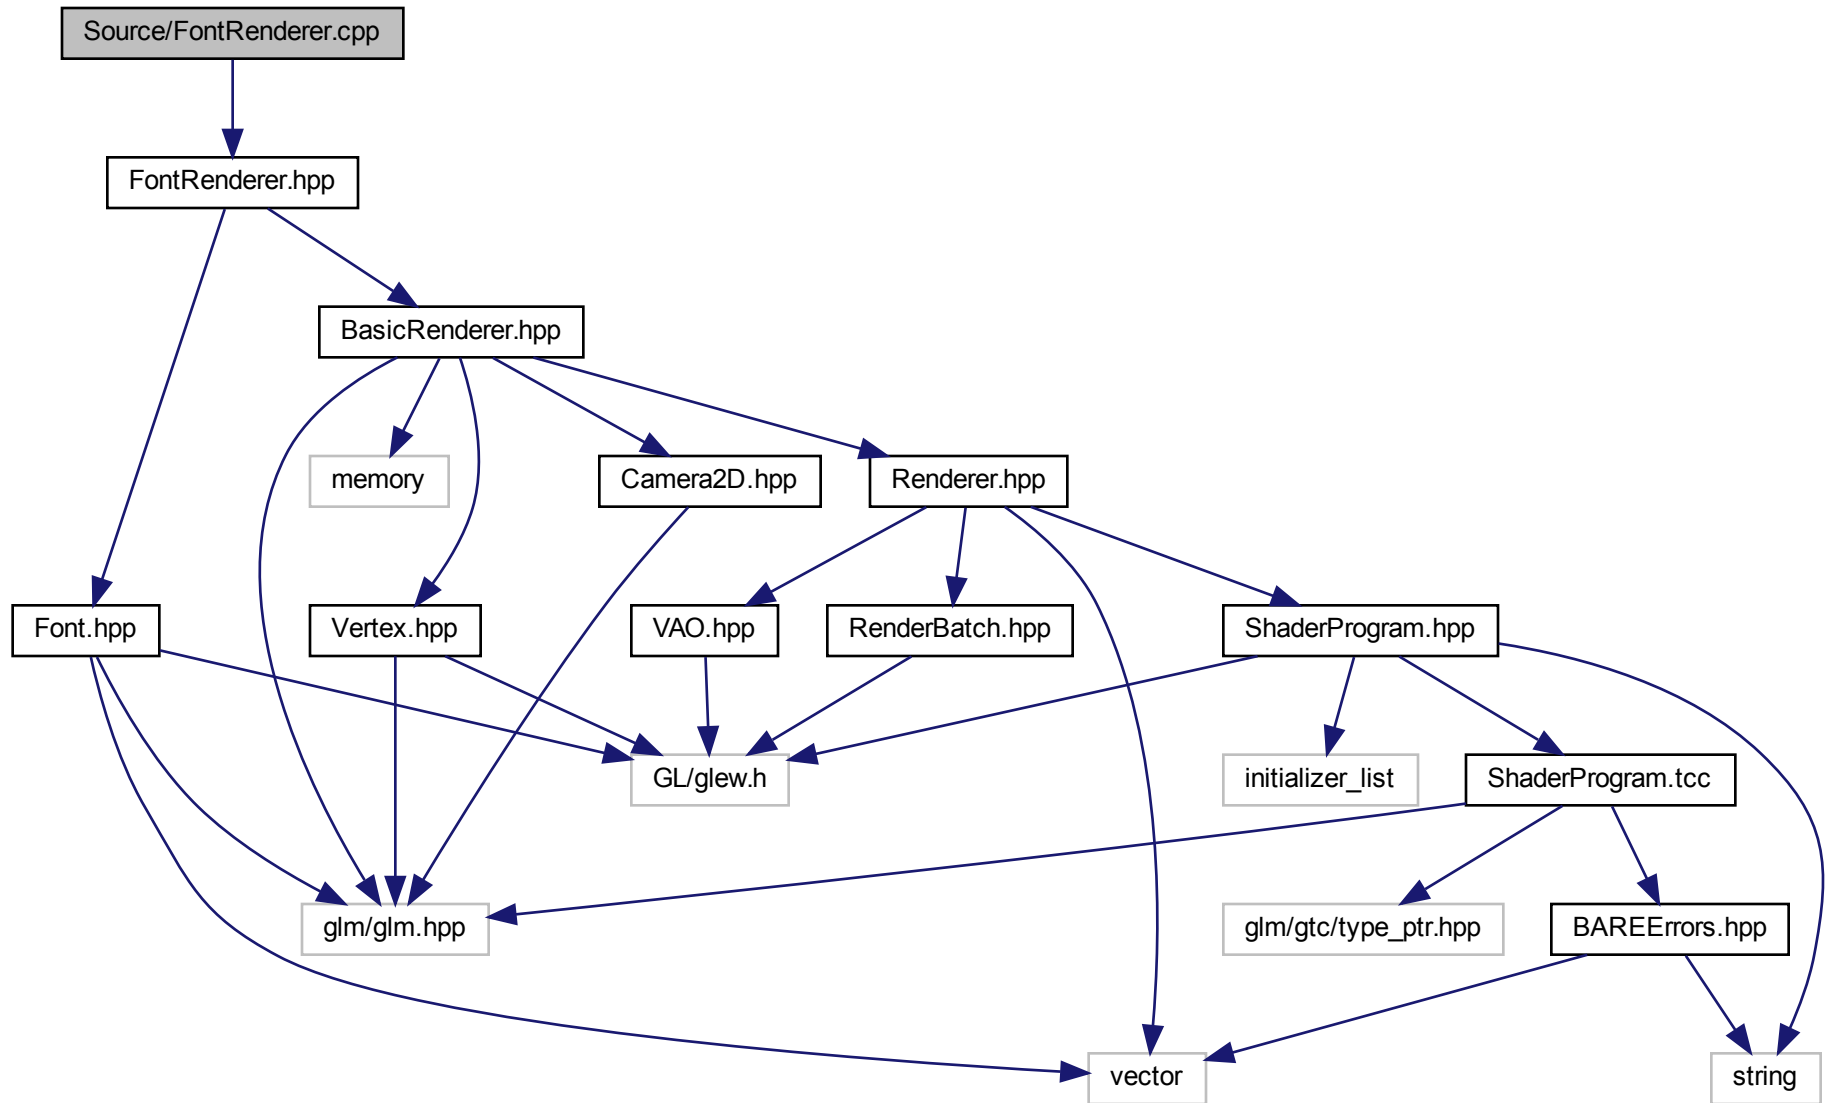 Source/FontRenderer.cpp
FontRenderer.hpp
BasicRenderer.hpp
memory
Camera2D.hpp
Renderer.hpp
Font.hpp
Vertex.hpp
VAO.hpp
RenderBatch.hpp
ShaderProgram.hpp
GL/glew.h
initializer_list
ShaderProgram.tcc
glm/glm.hpp
glm/gtc/type_ptr.hpp
BAREErrors.hpp
vector
string